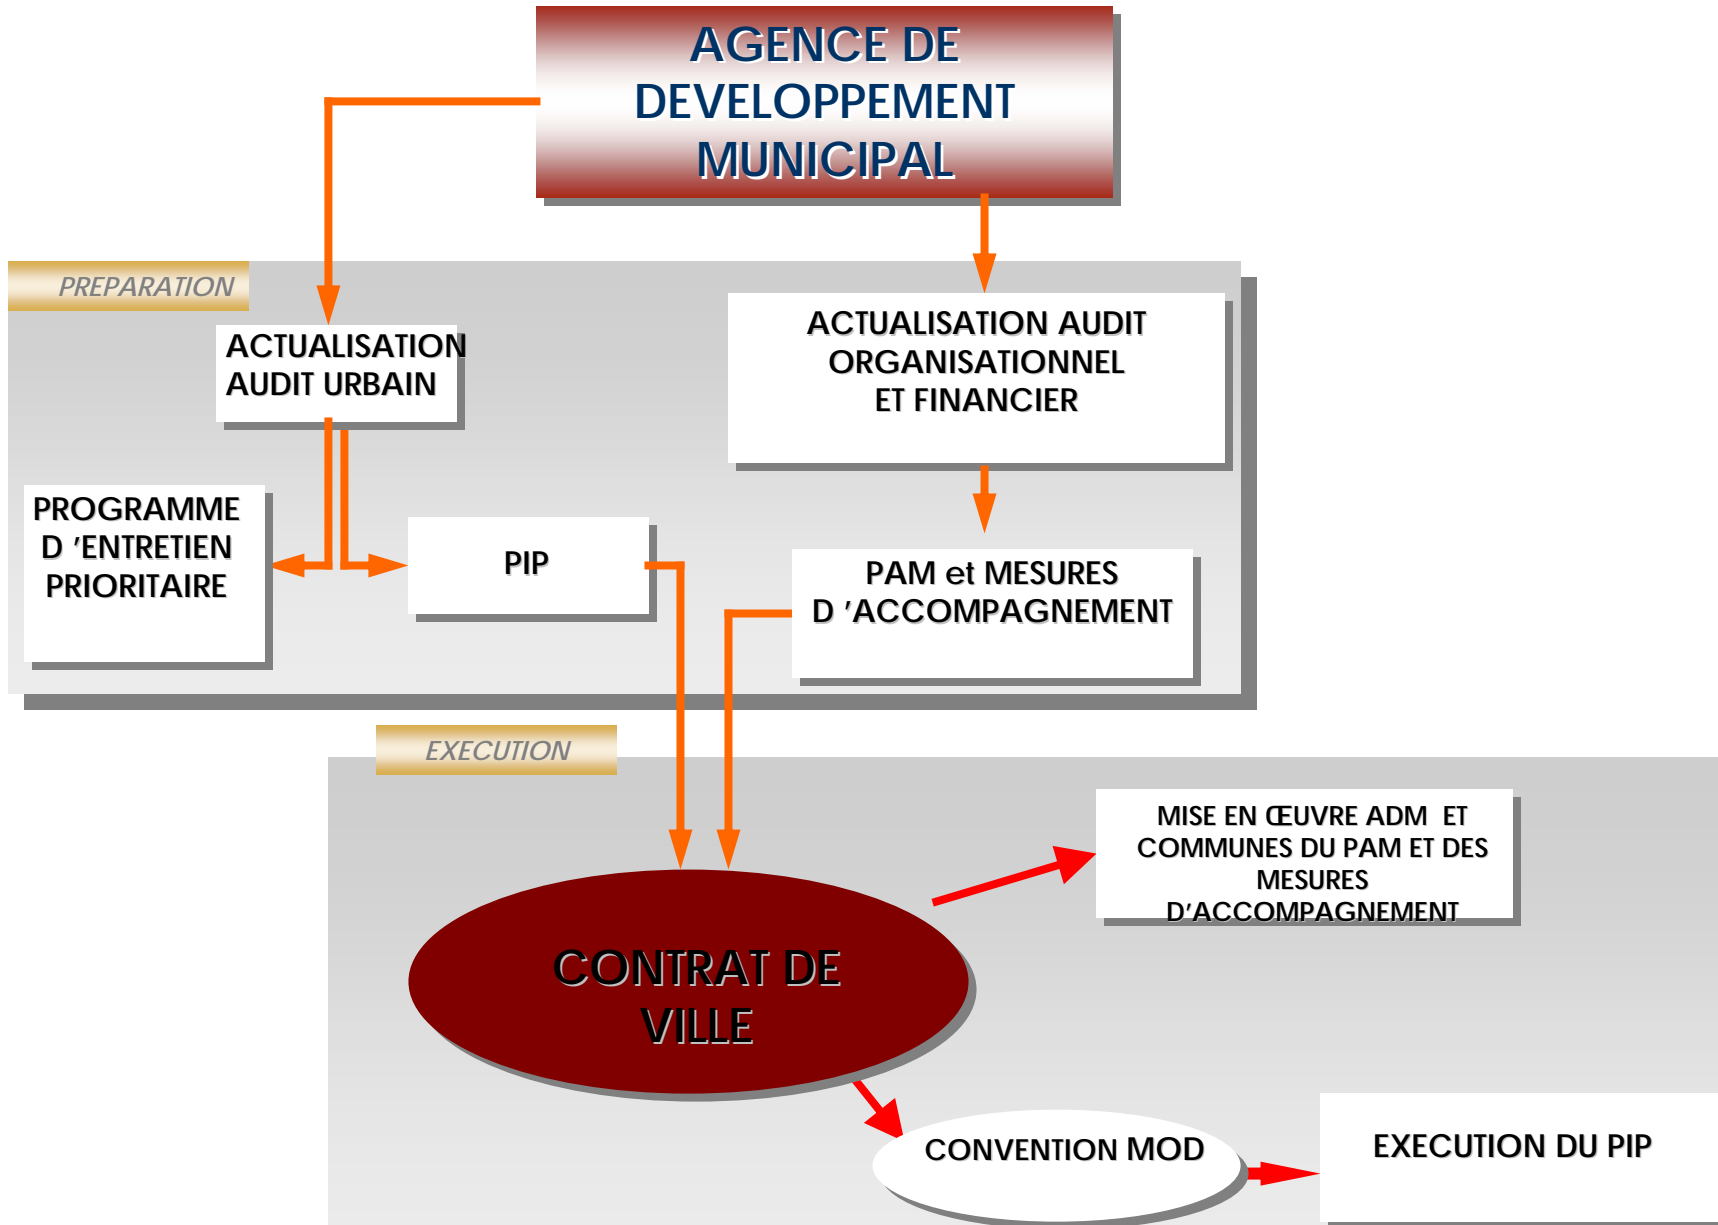 AGENCE DE
DEVELOPPEMENT
MUNICIPAL
PREPARATION
ACTUALISATION
AUDIT URBAIN
ACTUALISATION AUDIT
ORGANISATIONNEL
ET FINANCIER
PROGRAMME
D ’ENTRETIEN
PRIORITAIRE
PIP
PAM et MESURES
D ’ACCOMPAGNEMENT
EXECUTION
MISE EN ŒUVRE ADM ET
COMMUNES DU PAM ET DES
MESURES
D’ACCOMPAGNEMENT
CONTRAT DE
VILLE
CONVENTION MOD
EXECUTION DU PIP